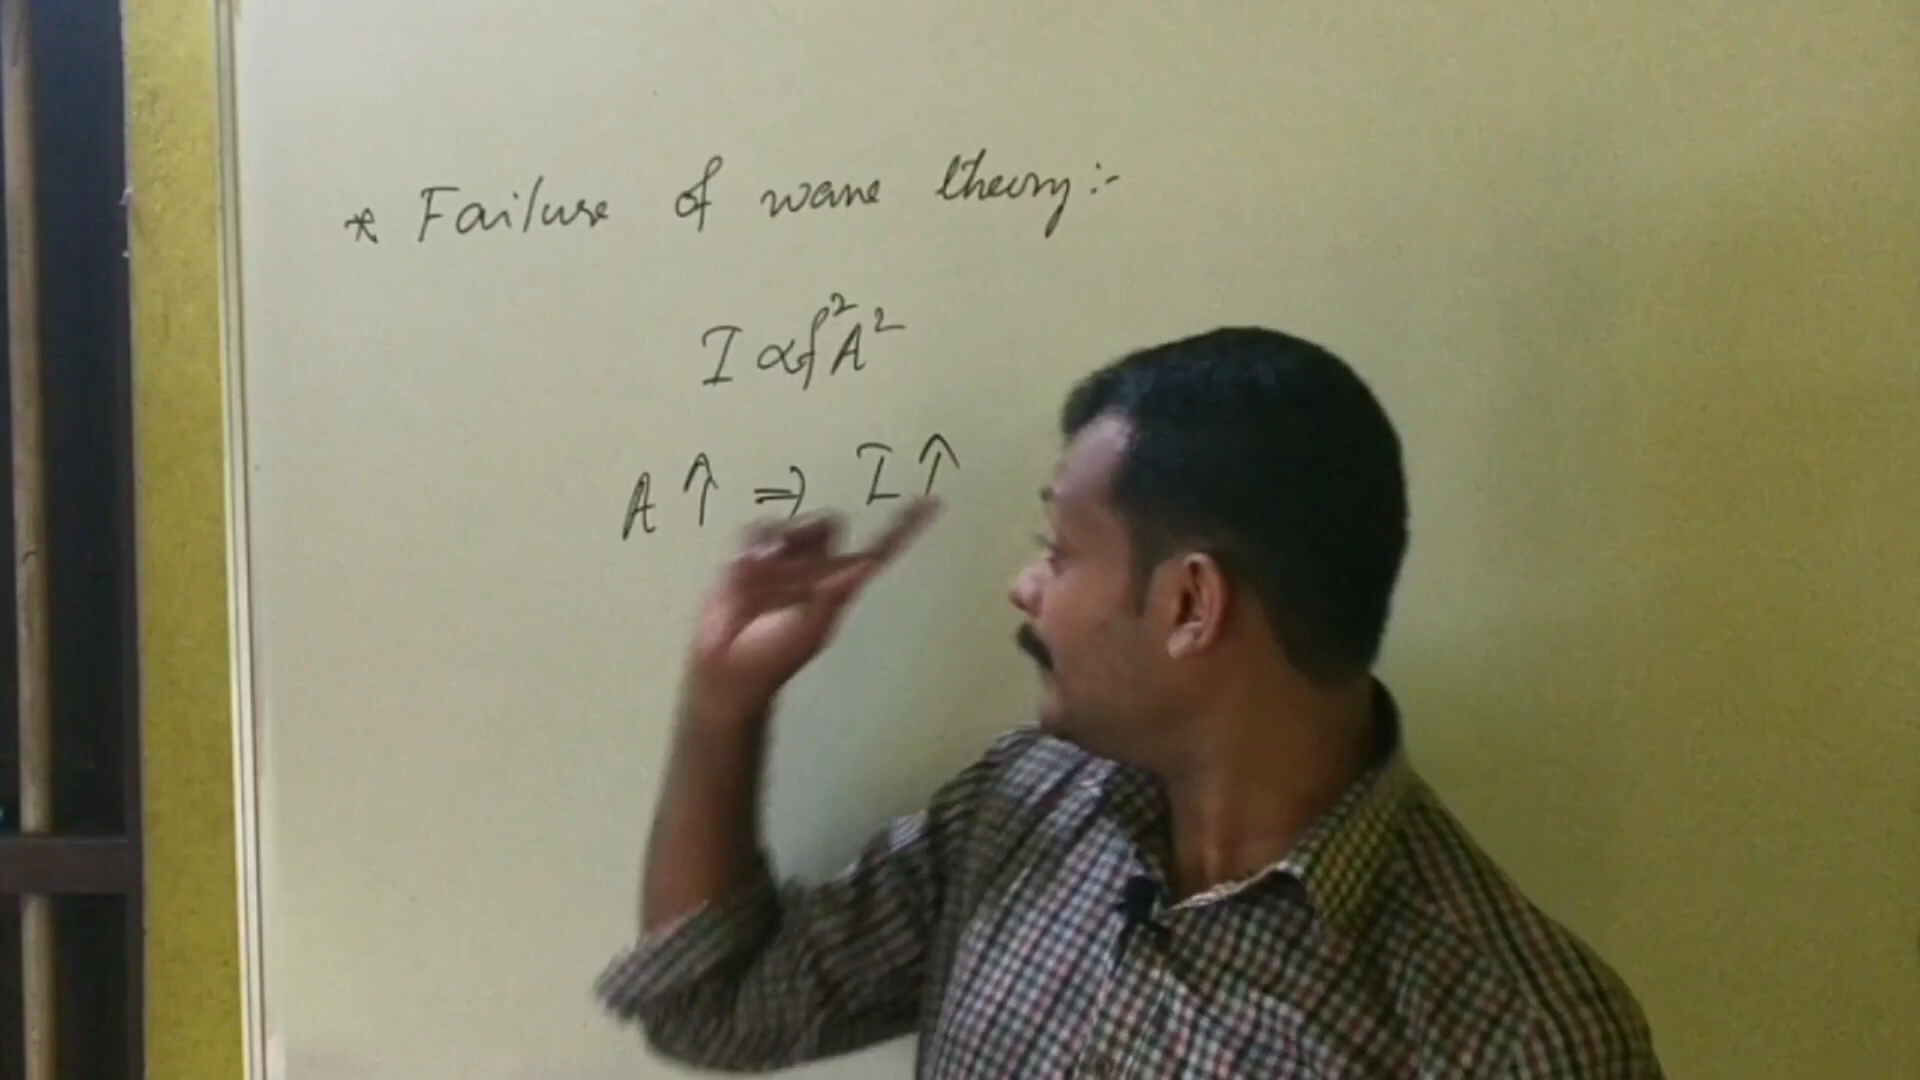 * Failure of wave theory:-
I ∝ f²A²
A ↑ ⇒ I ↑